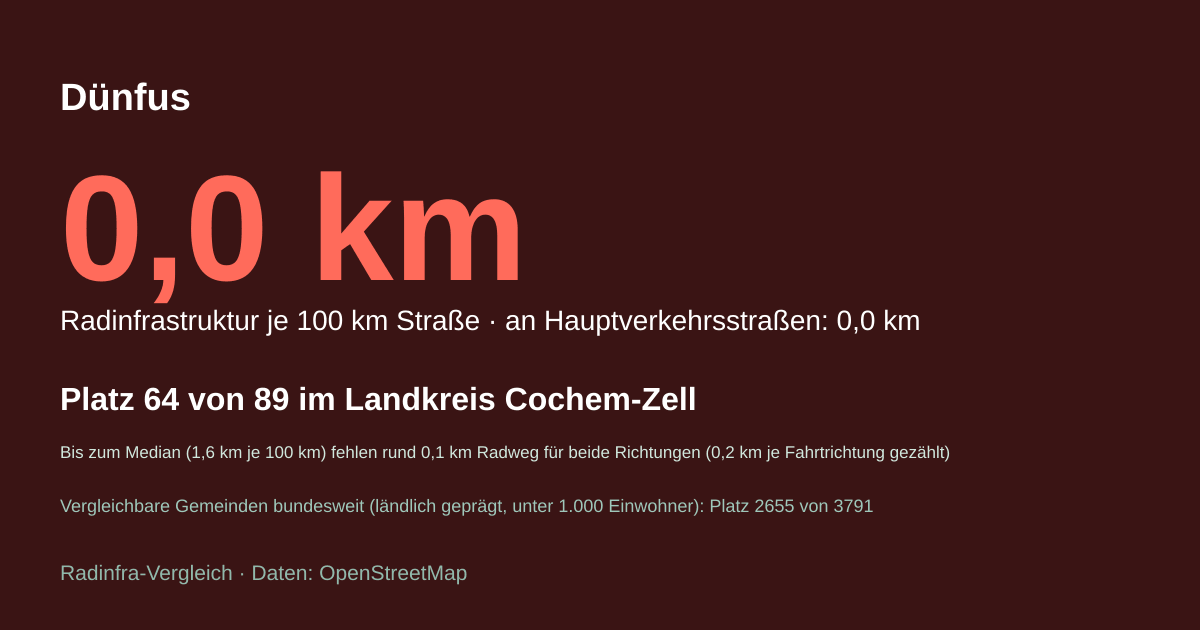 Dünfus
0,0 km
Radinfrastruktur je 100 km Straße · an Hauptverkehrsstraßen: 0,0 km
Platz 64 von 89 im Landkreis Cochem-Zell
Bis zum Median (1,6 km je 100 km) fehlen rund 0,1 km Radweg für beide Richtungen (0,2 km je Fahrtrichtung gezählt)
Vergleichbare Gemeinden bundesweit (ländlich geprägt, unter 1.000 Einwohner): Platz 2655 von 3791
Radinfra-Vergleich · Daten: OpenStreetMap